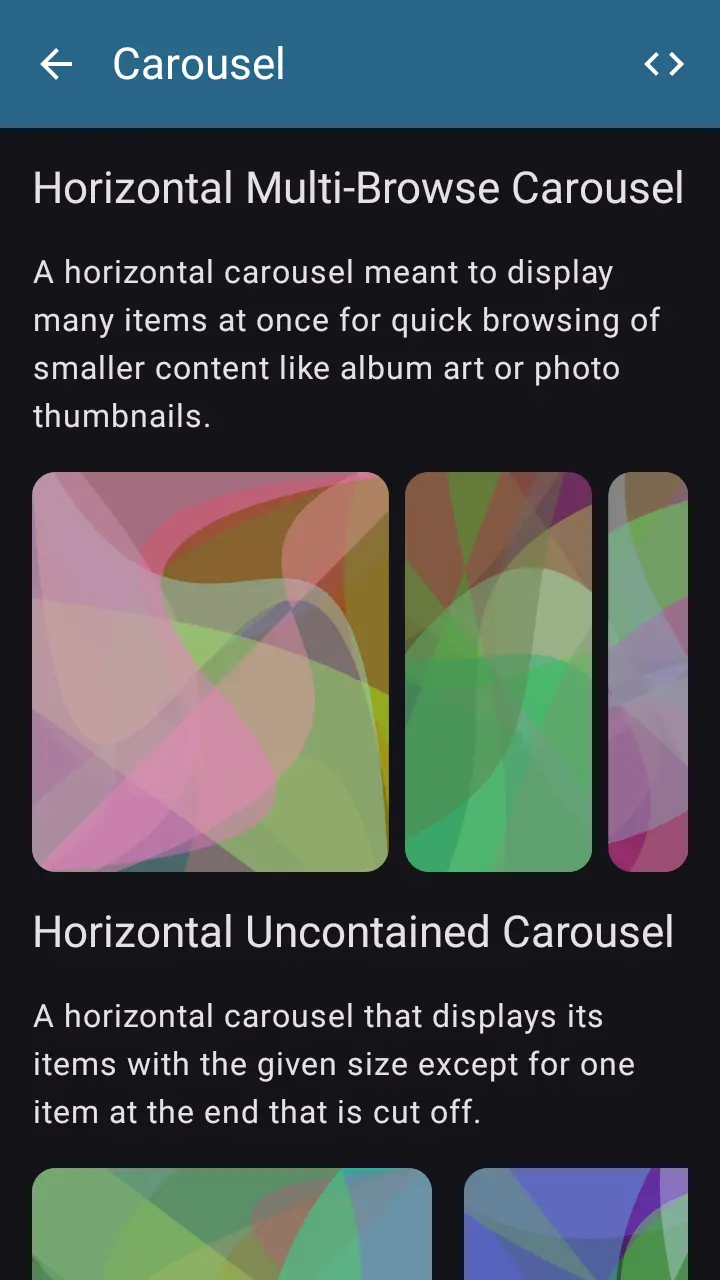 Carousel
Horizontal Multi-Browse Carousel
A horizontal carousel meant to display
many items at once for quick browsing of
smaller content like album art or photo
thumbnails.
Horizontal Uncontained Carousel
A horizontal carousel that displays its
items with the given size except for one
item at the end that is cut off.